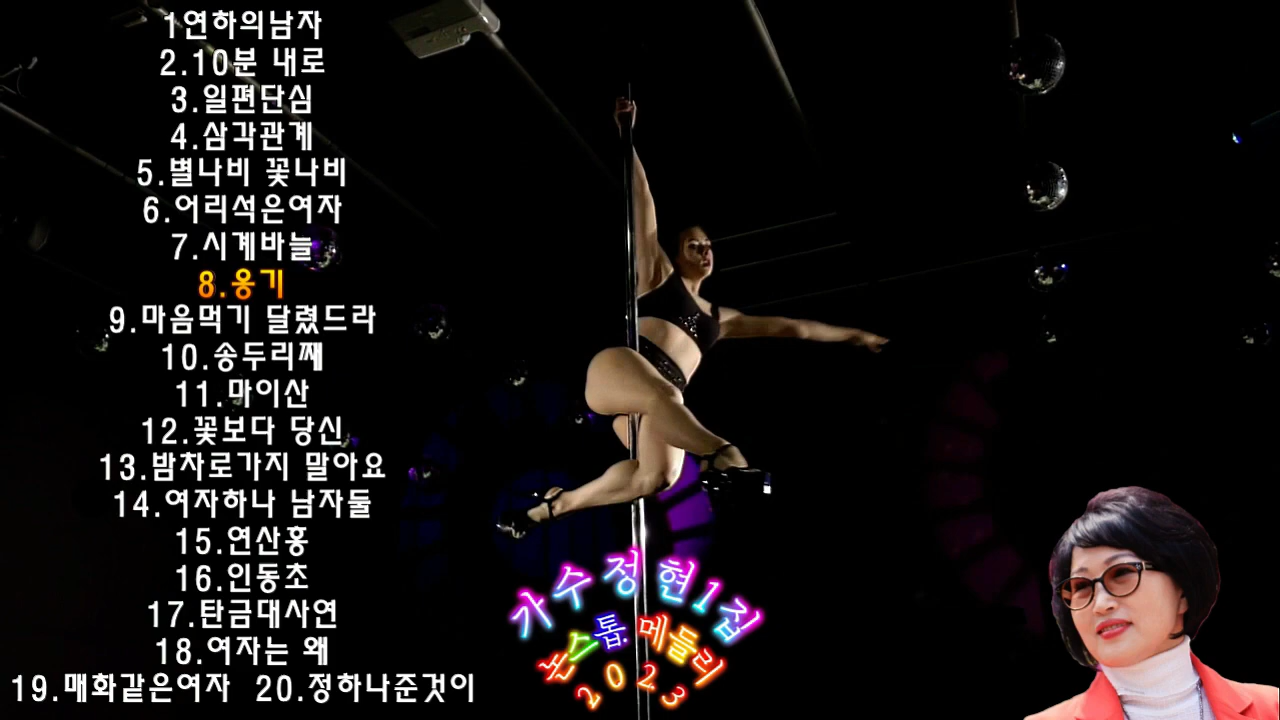 1연하의남자
2.10분 내로
3.일편단심
4.삼각관계
5.별나비 꽃나비
6.어리석은여자
7.시계바늘
8.옹기
9.마음먹기 달렸드라
10.송두리째
11.마이산
12.꽃보다 당신
13.밤차로가지 말아요
14.여자하나 남자둘
15.연산홍
16.인동초
17.탄금대사연
18.여자는 왜
19.매화같은여자 20.정하나준것이
가수정현1집
논스톱.메들리
2023